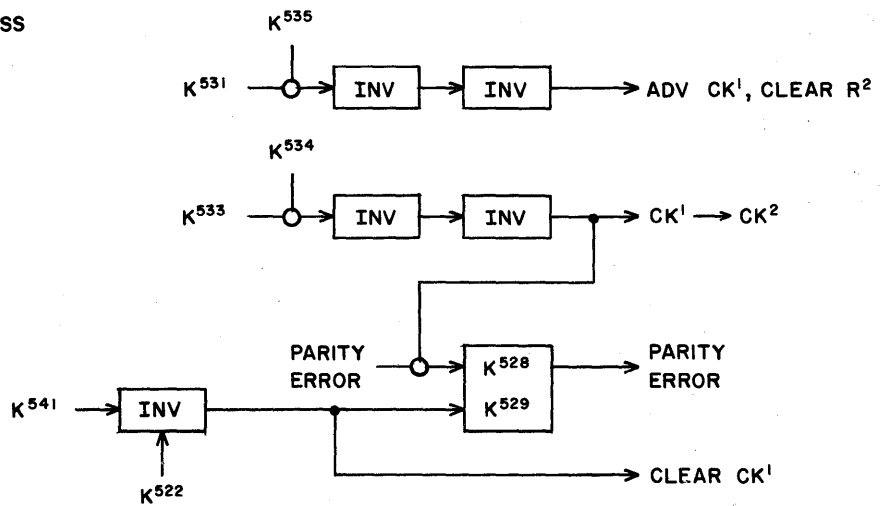 SS
K⁵³⁵
K⁵³¹ INV INV ADV CK¹, CLEAR R²
K⁵³⁴
K⁵³³ INV INV CK¹ → CK²
PARITY ERROR
K⁵²⁸
K⁵²⁹
PARITY ERROR
K⁵⁴¹ INV
CLEAR CK¹
K⁵²²